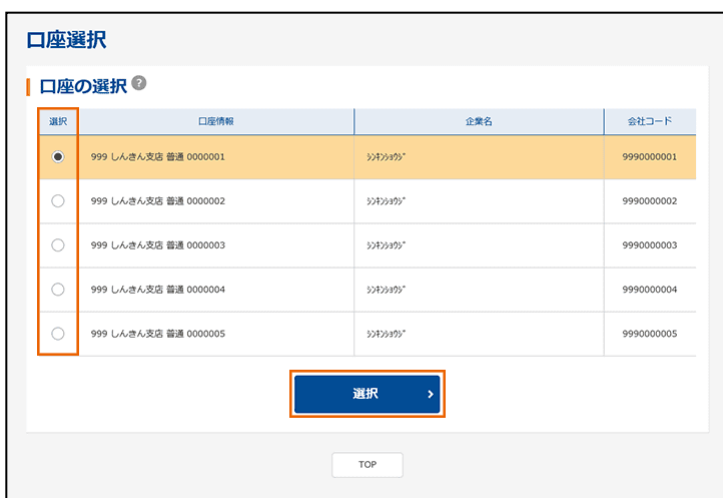 口座選択
口座の選択 ?
選択 口座情報 企業名 会社コード
999 しんきん支店 普通 0000001 ｼﾝｷﾝｼｮｳｼﾞ 9990000001
999 しんきん支店 普通 0000002 ｼﾝｷﾝｼｮｳｼﾞ 9990000002
999 しんきん支店 普通 0000003 ｼﾝｷﾝｼｮｳｼﾞ 9990000003
999 しんきん支店 普通 0000004 ｼﾝｷﾝｼｮｳｼﾞ 9990000004
999 しんきん支店 普通 0000005 ｼﾝｷﾝｼｮｳｼﾞ 9990000005
選択
TOP